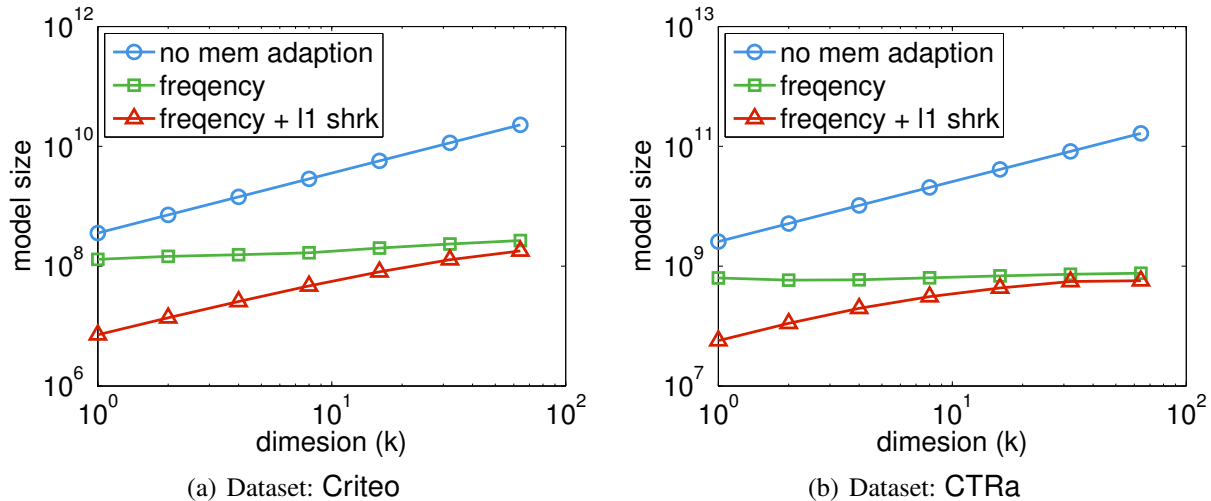 10^12
10^10
10^8
10^6
model size
no mem adaption
freqency
freqency + l1 shrk
10^0
10^1
10^2
dimesion (k)
(a) Dataset: Criteo
10^13
10^11
10^9
10^7
model size
no mem adaption
freqency
freqency + l1 shrk
10^0
10^1
10^2
dimesion (k)
(b) Dataset: CTRa